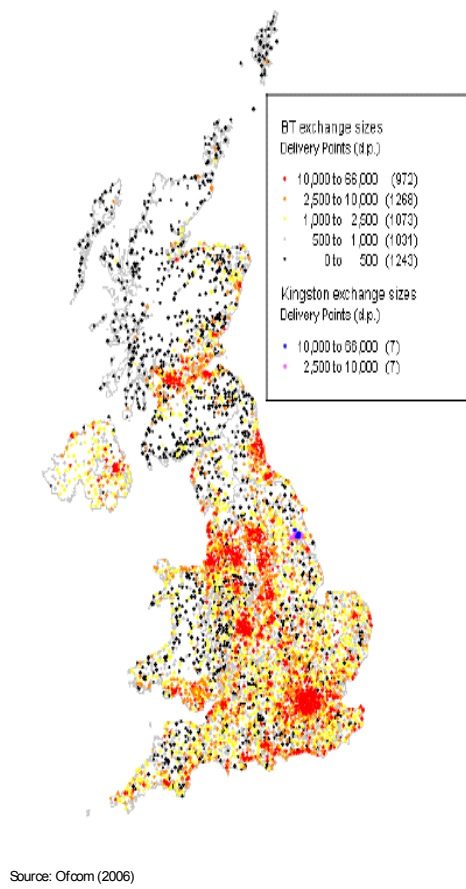 BT exchange sizes
Delivery Points (d.p.)
10,000 to 66,000 (972)
2,500 to 10,000 (1268)
1,000 to 2,500 (1073)
500 to 1,000 (1031)
0 to 500 (1243)
Kingston exchange sizes
Delivery Points (d.p.)
10,000 to 66,000 (7)
2,500 to 10,000 (7)
Source: Ofcom (2006)